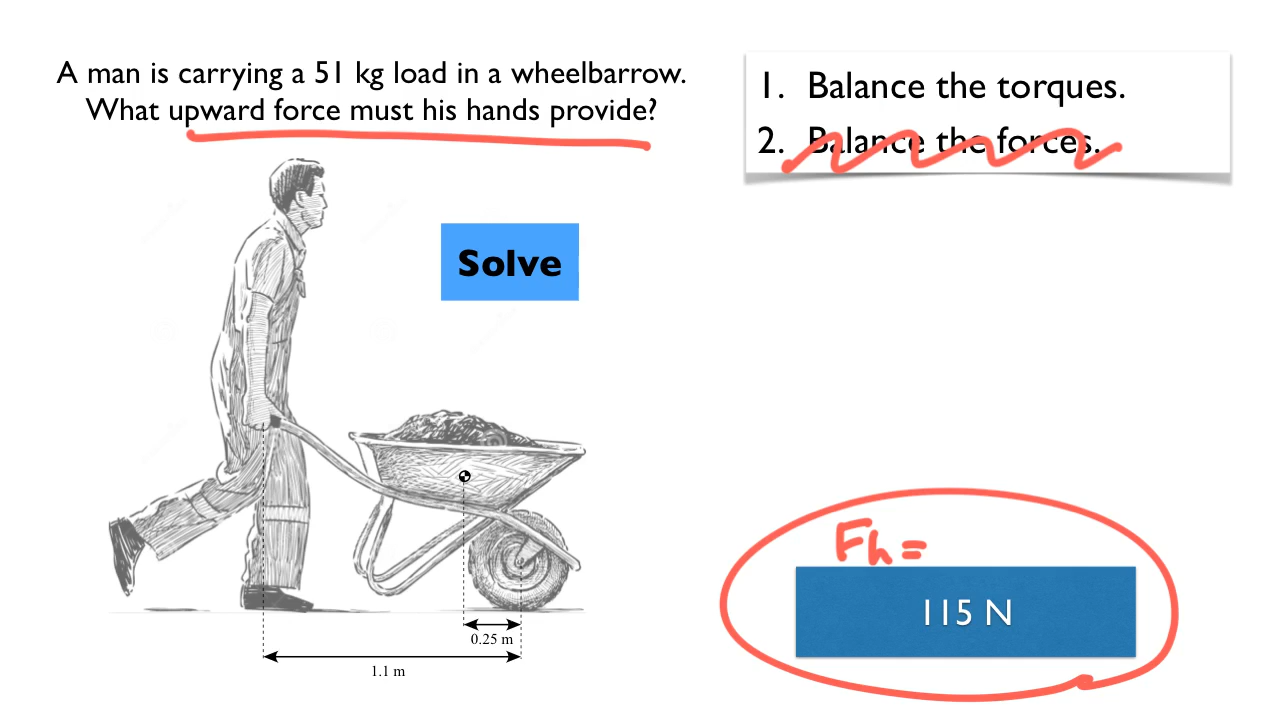 A man is carrying a 51 kg load in a wheelbarrow.
What upward force must his hands provide?
1. Balance the torques.
2. Balance the forces.
Solve
0.25 m
1.1 m
Fh =
115 N